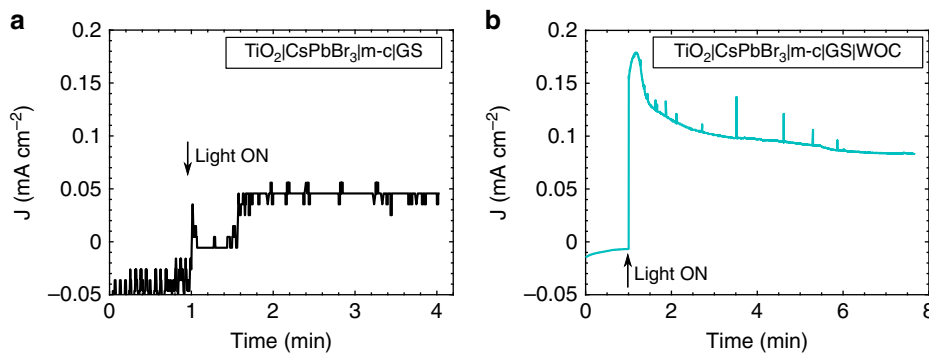 a
TiO2|CsPbBr3|m-c|GS
J (mA cm−2)
0.2
0.15
0.1
0.05
0
−0.05
Light ON
0 1 2 3 4
Time (min)
b
TiO2|CsPbBr3|m-c|GS|WOC
J (mA cm−2)
0.2
0.15
0.1
0.05
0
−0.05
Light ON
0 2 4 6 8
Time (min)